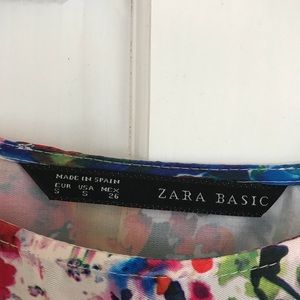 MADE IN SPAIN
EUR USA MEX
S S 26
ZARA BASIC